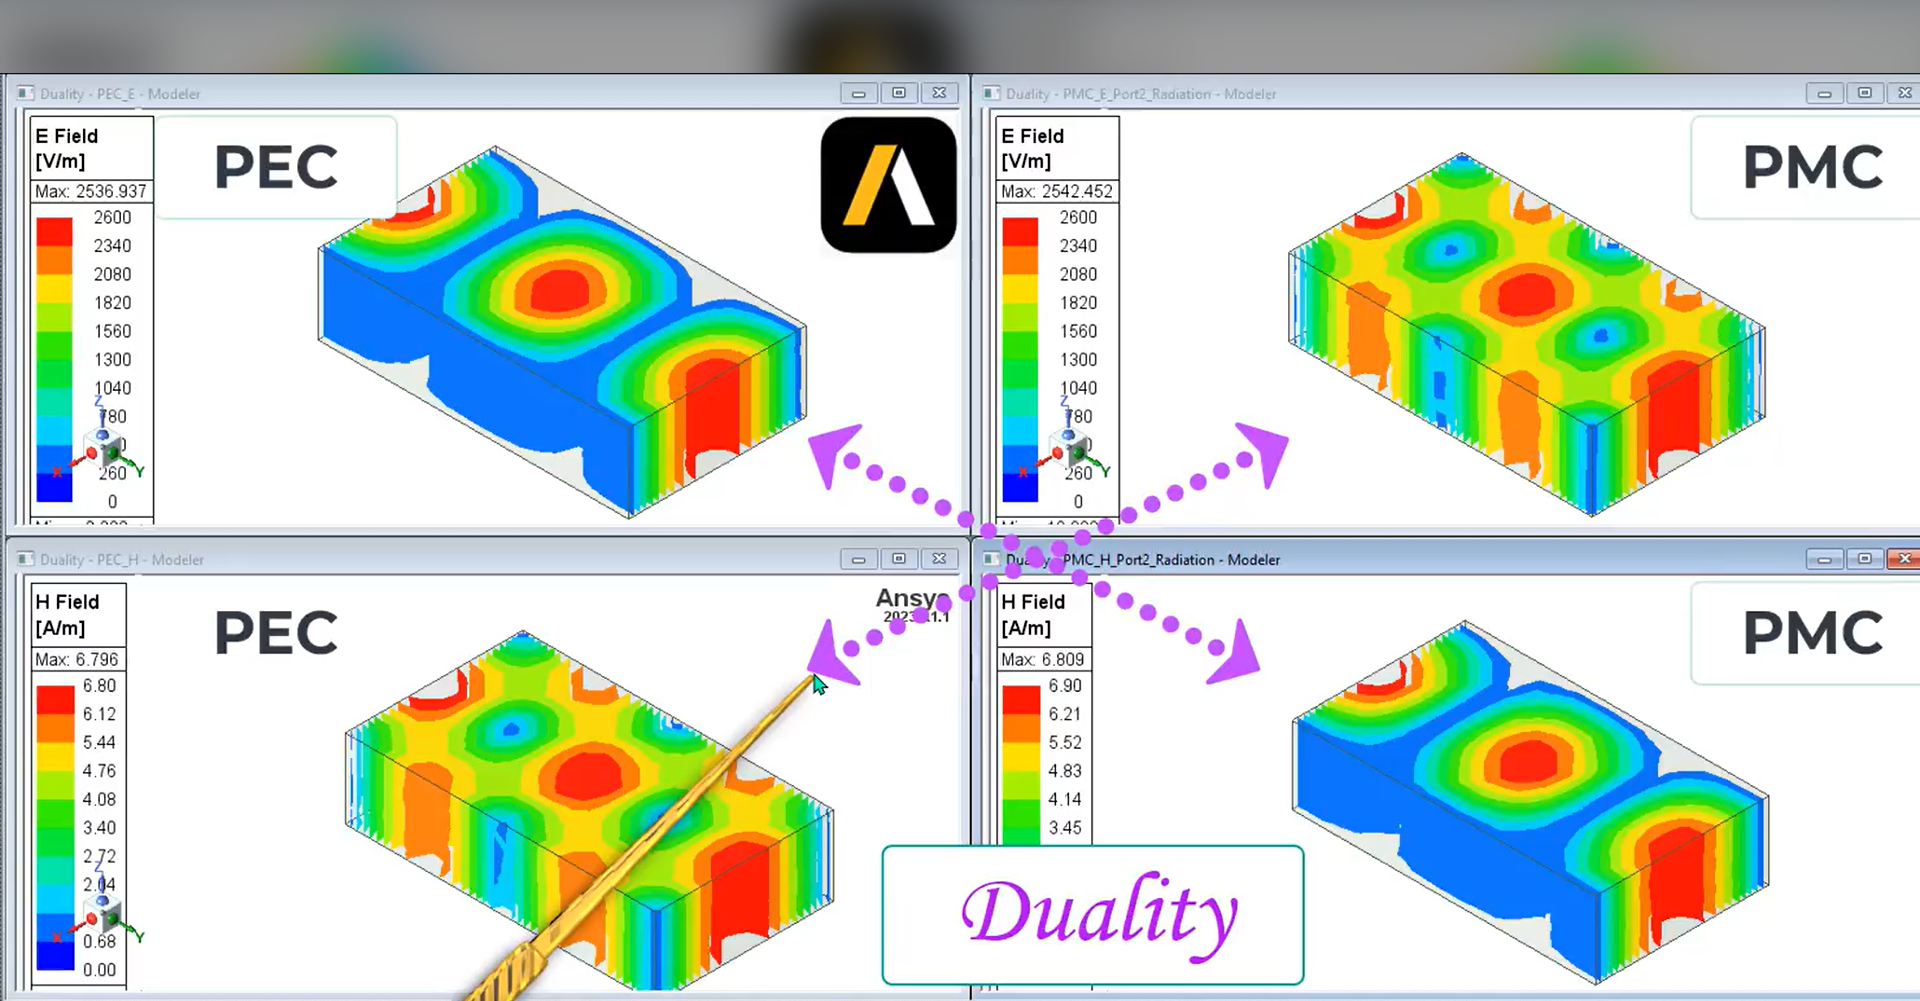 Duality - PEC_E - Modeler
E Field
[V/m]
Max: 2536.937
2600
2340
2080
1820
1560
1300
1040
780
260
0
Z
X
Y
PEC
Duality - PMC_E_Port2_Radiation - Modeler
E Field
[V/m]
Max: 2542.452
2600
2340
2080
1820
1560
1300
1040
780
260
0
Z
X
Y
PMC
Duality - PEC_H - Modeler
H Field
[A/m]
Max: 6.796
6.80
6.12
5.44
4.76
4.08
3.40
2.72
2.04
0.68
0.00
Z
X
Y
PEC
Ansys
PMC_H_Port2_Radiation - Modeler
H Field
[A/m]
Max: 6.809
6.90
6.21
5.52
4.83
4.14
3.45
PMC
Duality